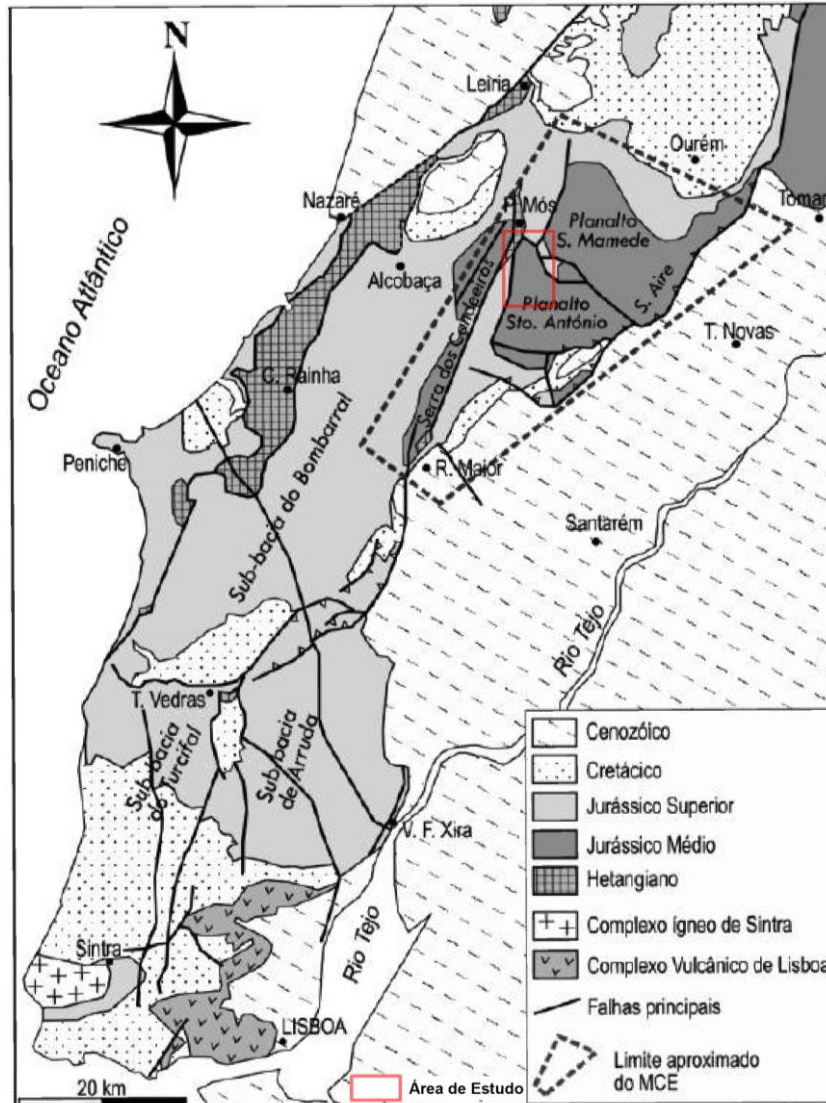 N
Leiria
Ourém
Tomar
Nazaré
P. Mós
Planalto
S. Mamede
Oceano Atlântico
Alcobaça
Serra dos Candeeiros
Planalto
Sto. António
S. Aire
T. Novas
C. Rainha
Peniche
R. Maior
Sub-bacia do Bombarral
Santarém
Rio Tejo
T. Vedras
Sub-bacia
do Turcifal
Sub-bacia
de Arruda
V. F. Xira
Sintra
Rio Tejo
LISBOA
20 km
Cenozóico
Cretácico
Jurássico Superior
Jurássico Médio
Hetangiano
Complexo ígneo de Sintra
Complexo Vulcânico de Lisboa
Falhas principais
Limite aproximado
do MCE
Área de Estudo